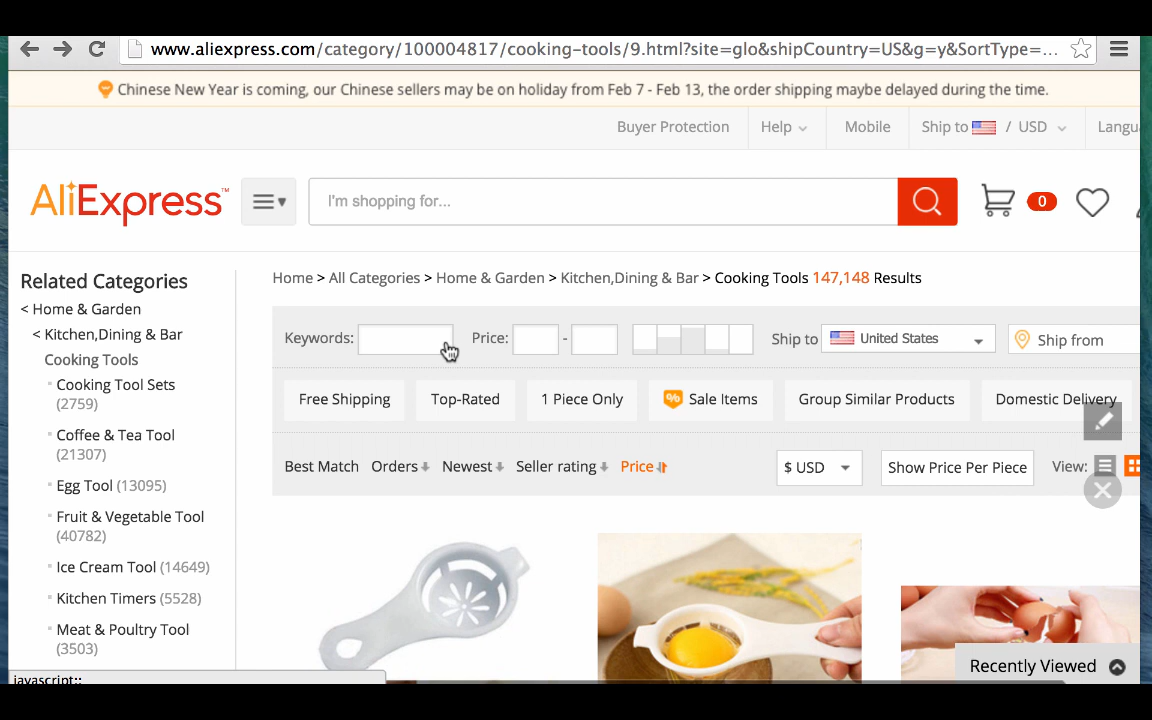 www.aliexpress.com/category/100004817/cooking-tools/9.html?site=glo&shipCountry=US&g=y&SortType=...
Chinese New Year is coming, our Chinese sellers may be on holiday from Feb 7 - Feb 13, the order shipping maybe delayed during the time.
Buyer Protection Help Mobile Ship to / USD Langu
AliExpress™ I'm shopping for... 0
Related Categories
Home > All Categories > Home & Garden > Kitchen,Dining & Bar > Cooking Tools 147,148 Results
< Home & Garden
< Kitchen,Dining & Bar
Cooking Tools
Cooking Tool Sets
(2759)
Coffee & Tea Tool
(21307)
Egg Tool (13095)
Fruit & Vegetable Tool
(40782)
Ice Cream Tool (14649)
Kitchen Timers (5528)
Meat & Poultry Tool
(3503)
Keywords: Price: - Ship to United States Ship from
Free Shipping Top-Rated 1 Piece Only % Sale Items Group Similar Products Domestic Delivery
Best Match Orders Newest Seller rating Price $ USD Show Price Per Piece View:
Recently Viewed
javascript:;